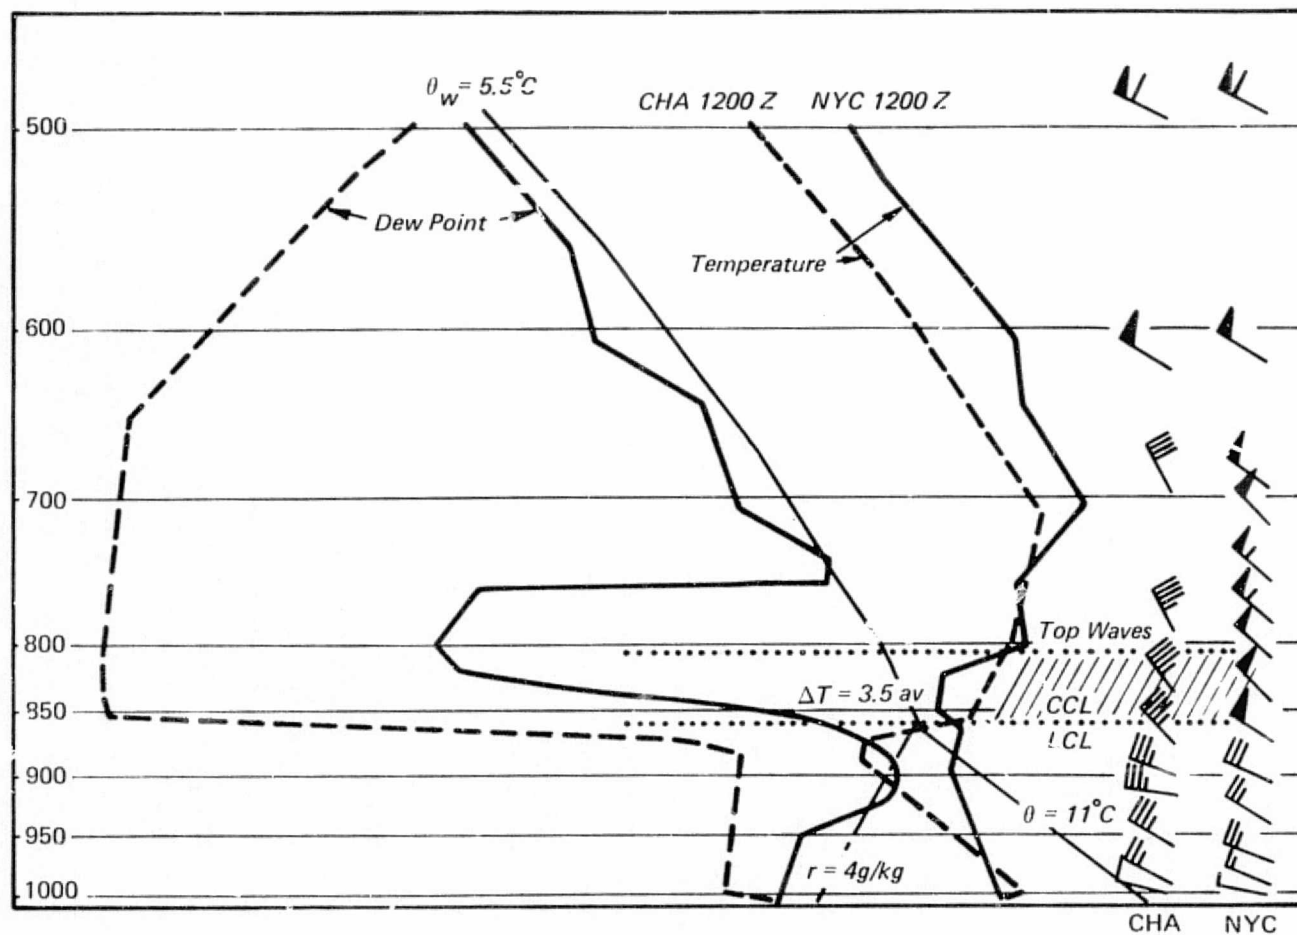 θw = 5.5°C
CHA 1200 Z NYC 1200 Z
500
Dew Point
Temperature
600
700
Top Waves
800
ΔT = 3.5 av
CCL
850
LCL
900
θ = 11°C
950
r = 4g/kg
1000
CHA NYC